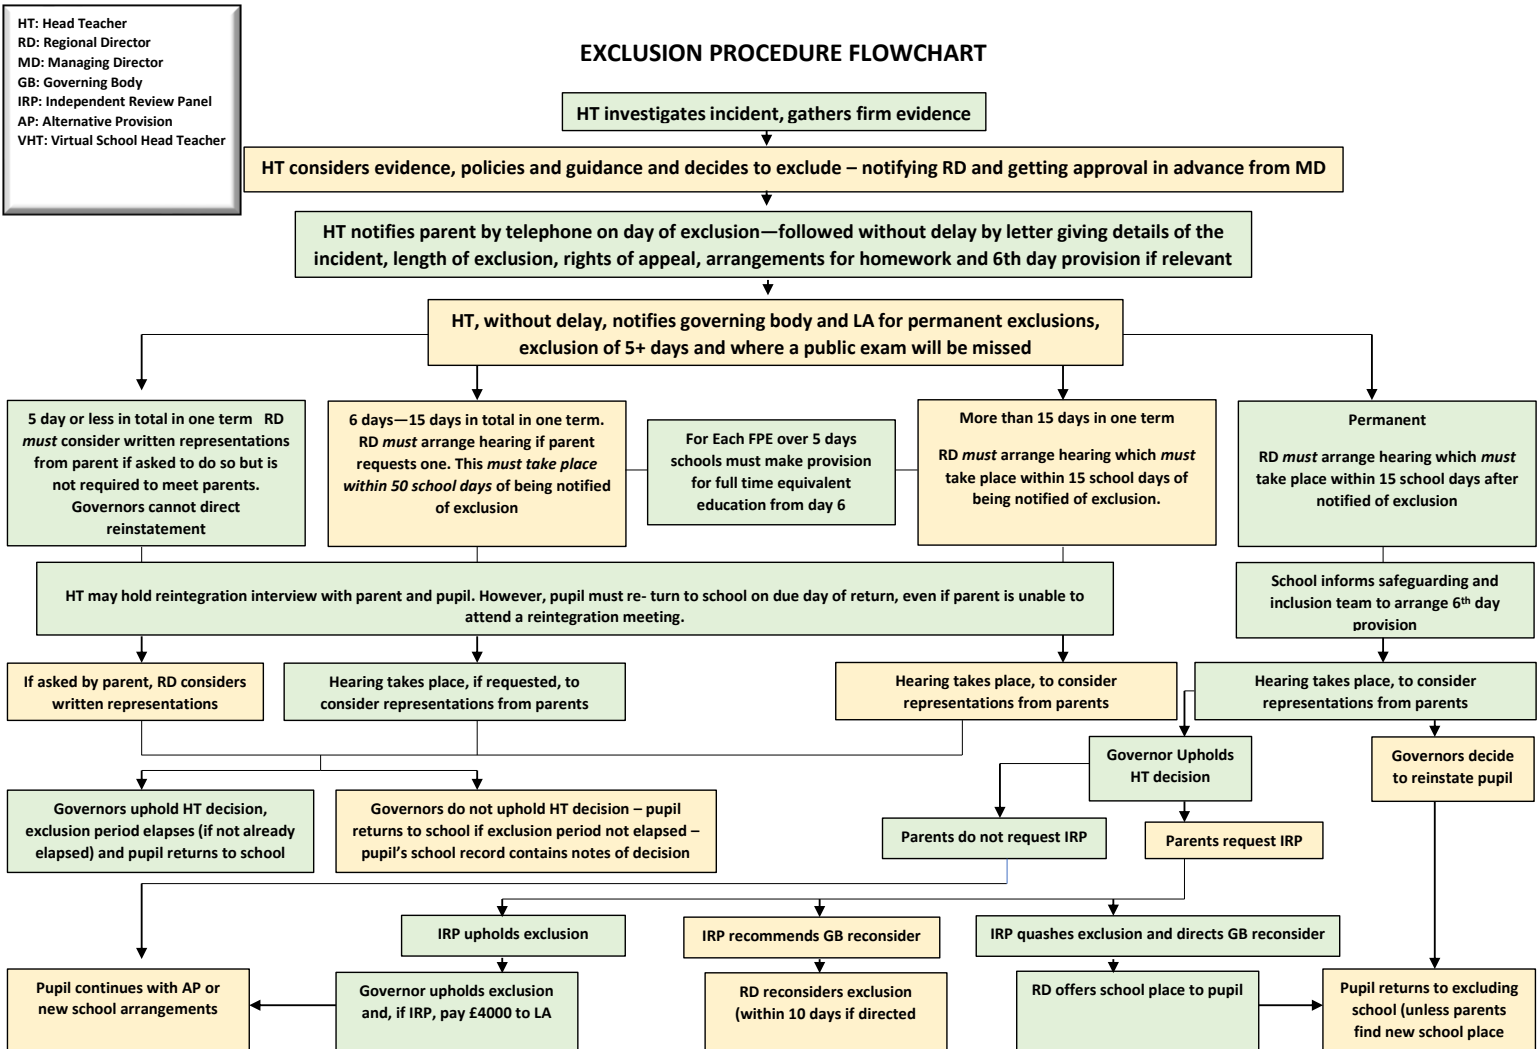 HT: Head Teacher
RD: Regional Director
MD: Managing Director
GB: Governing Body
IRP: Independent Review Panel
AP: Alternative Provision
VHT: Virtual School Head Teacher
EXCLUSION PROCEDURE FLOWCHART
HT investigates incident, gathers firm evidence
HT considers evidence, policies and guidance and decides to exclude – notifying RD and getting approval in advance from MD
HT notifies parent by telephone on day of exclusion—followed without delay by letter giving details of the
incident, length of exclusion, rights of appeal, arrangements for homework and 6th day provision if relevant
HT, without delay, notifies governing body and LA for permanent exclusions,
exclusion of 5+ days and where a public exam will be missed
5 day or less in total in one term RD
must consider written representations
from parent if asked to do so but is
not required to meet parents.
Governors cannot direct
reinstatement
6 days—15 days in total in one term.
RD must arrange hearing if parent
requests one. This must take place
within 50 school days of being notified
of exclusion
For Each FPE over 5 days
schools must make provision
for full time equivalent
education from day 6
More than 15 days in one term
RD must arrange hearing which must
take place within 15 school days of
being notified of exclusion.
Permanent
RD must arrange hearing which must
take place within 15 school days after
notified of exclusion
HT may hold reintegration interview with parent and pupil. However, pupil must re- turn to school on due day of return, even if parent is unable to
attend a reintegration meeting.
School informs safeguarding and
inclusion team to arrange 6th day
provision
If asked by parent, RD considers
written representations
Hearing takes place, if requested, to
consider representations from parents
Hearing takes place, to consider
representations from parents
Hearing takes place, to consider
representations from parents
Governor Upholds
HT decision
Governors decide
to reinstate pupil
Governors uphold HT decision,
exclusion period elapses (if not already
elapsed) and pupil returns to school
Governors do not uphold HT decision – pupil
returns to school if exclusion period not elapsed –
pupil's school record contains notes of decision
Parents do not request IRP
Parents request IRP
IRP upholds exclusion
IRP recommends GB reconsider
IRP quashes exclusion and directs GB reconsider
Pupil continues with AP or
new school arrangements
Governor upholds exclusion
and, if IRP, pay £4000 to LA
RD reconsiders exclusion
(within 10 days if directed
RD offers school place to pupil
Pupil returns to excluding
school (unless parents
find new school place